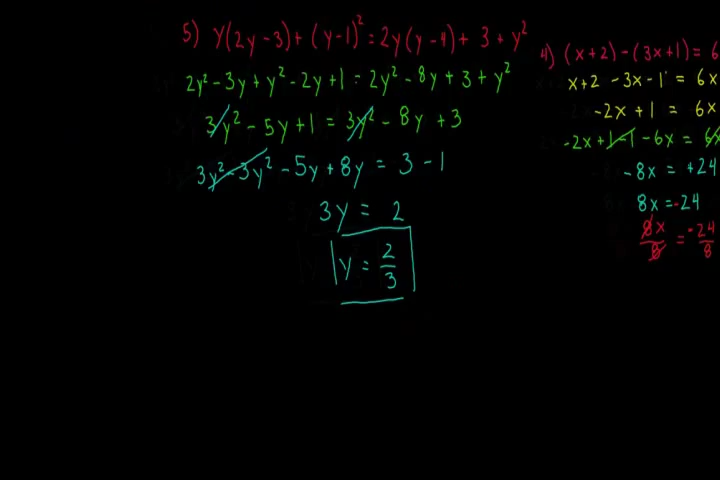 5) y(2y-3)+(y-1)²=2y(y-4)+3+y²
2y²-3y+y²-2y+1=2y²-8y+3+y²
3y²-5y+1=3y²-8y+3
3y²-3y²-5y+8y=3-1
3y=2
y=2/3
4) (x+2)-(3x+1)=6
x+2-3x-1=6x
-2x+1=6x
-2x+1-1-6x=6x
-8x=+24
8x=-24
8x/8=-24/8